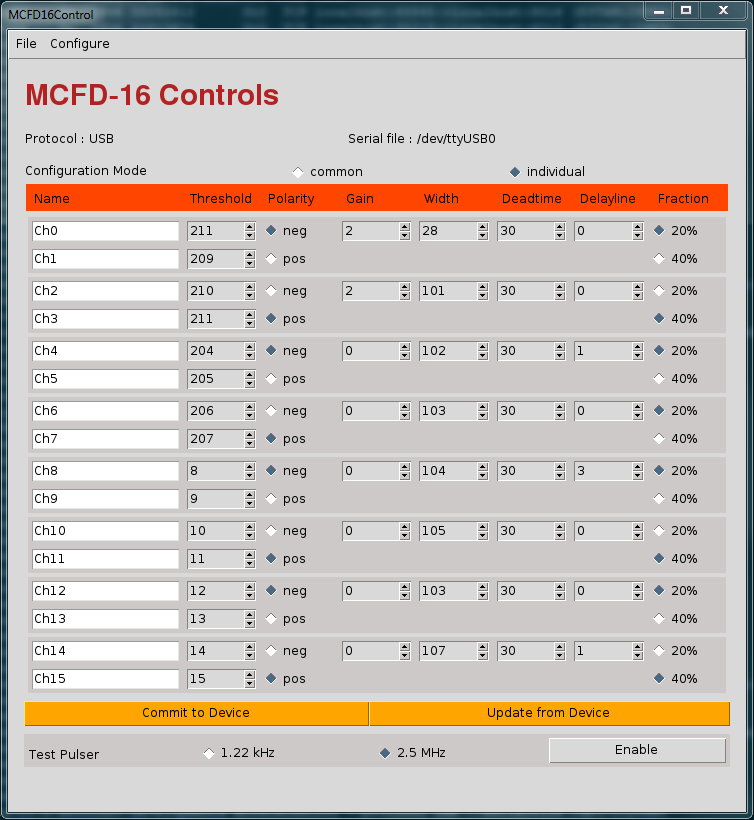 MCFD16Control
File Configure
MCFD-16 Controls
Protocol : USB Serial file : /dev/ttyUSB0
Configuration Mode common individual
Name Threshold Polarity Gain Width Deadtime Delayline Fraction
Ch0 211 neg 2 28 30 0 20%
Ch1 209 pos 40%
Ch2 210 neg 2 101 30 0 20%
Ch3 211 pos 40%
Ch4 204 neg 0 102 30 1 20%
Ch5 205 pos 40%
Ch6 206 neg 0 103 30 0 20%
Ch7 207 pos 40%
Ch8 8 neg 0 104 30 3 20%
Ch9 9 pos 40%
Ch10 10 neg 0 105 30 0 20%
Ch11 11 pos 40%
Ch12 12 neg 0 103 30 0 20%
Ch13 13 pos 40%
Ch14 14 neg 0 107 30 1 20%
Ch15 15 pos 40%
Commit to Device Update from Device
Test Pulser 1.22 kHz 2.5 MHz Enable